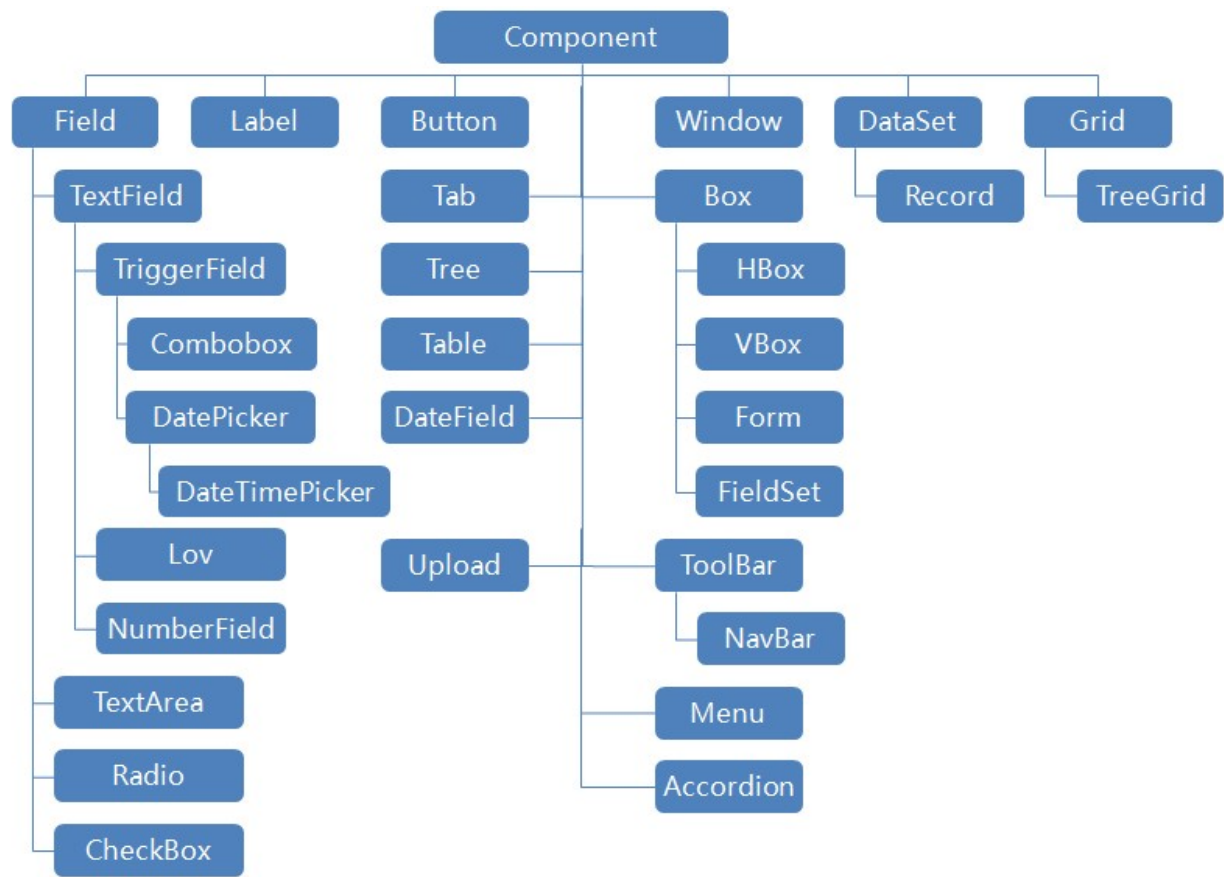 Component
Field
Label
Button
Window
DataSet
Grid
TextField
Tab
Box
Record
TreeGrid
TriggerField
Tree
HBox
Combobox
Table
VBox
DatePicker
DateField
Form
DateTimePicker
FieldSet
Lov
Upload
ToolBar
NumberField
NavBar
TextArea
Menu
Radio
Accordion
CheckBox